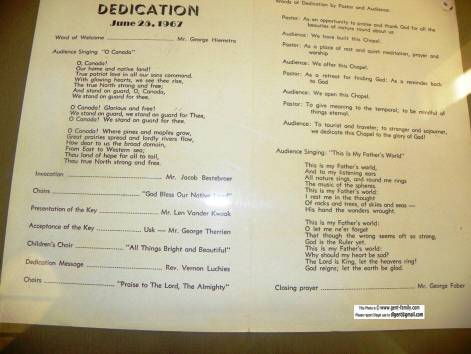 DEDICATION
June 25, 1967
Word of Welcome Mr. George Hiemstra
Audience Singing "O Canada"
O, Canada!
Our home and native land!
True patriot love in all our sons command.
With glowing hearts, we see thee rise,
The true North strong and free;
And stand on guard, O, Canada,
We stand on guard for thee.
O, Canada! Glorious and free!
We stand on guard, we stand on guard for Thee,
O, Canada! We stand on guard for thee.
O, Canada! Where pines and maples grow,
Great prairies spread and lordly rivers flow,
How dear to us the broad domain,
From East to Western sea;
Thou land of hope for all to toil,
Thou true North strong and free.
Invocation Mr. Jacob Bestebroer
Choirs "God Bless Our Native Land"
Presentation of the Key Mr. Len Vander Kwaak
Acceptance of the Key Usk — Mr. George Therrien
Children's Choir "All Things Bright and Beautiful"
Dedication Message Rev. Vernon Luchies
Choirs "Praise to The Lord, The Almighty"
Words of Dedication by Pastor and Audience:
Pastor: As an opportunity to praise and thank God for all the
beauties of nature round about us
Audience: We have built this Chapel.
Pastor: As a place of rest and quiet meditation, prayer and
worship
Audience: We offer this Chapel.
Pastor: As a retreat for finding God: As a reminder back
to God
Audience: We open this Chapel.
Pastor: To give meaning to the temporal; to be mindful of
things eternal,
Audience: To tourist and traveler; to stranger and sojourner,
we dedicate this Chapel to the glory of God!
Audience Singing: "This Is My Father's World"
This is my Father's world,
And to my listening ears
All nature sings, and round me rings
The music of the spheres.
This is my Father's world:
I rest me in the thought
Of rocks and trees, of skies and seas —
His hand the wonders wrought.
This is my Father's world:
O let me ne'er forget
That though the wrong seems oft so strong,
God is the Ruler yet.
This is my Father's world:
Why should my heart be sad?
The Lord is King, let the heavens ring!
God reigns; let the earth be glad.
Closing prayer Mr. George Faber
This Photo is © www.gent-family.com